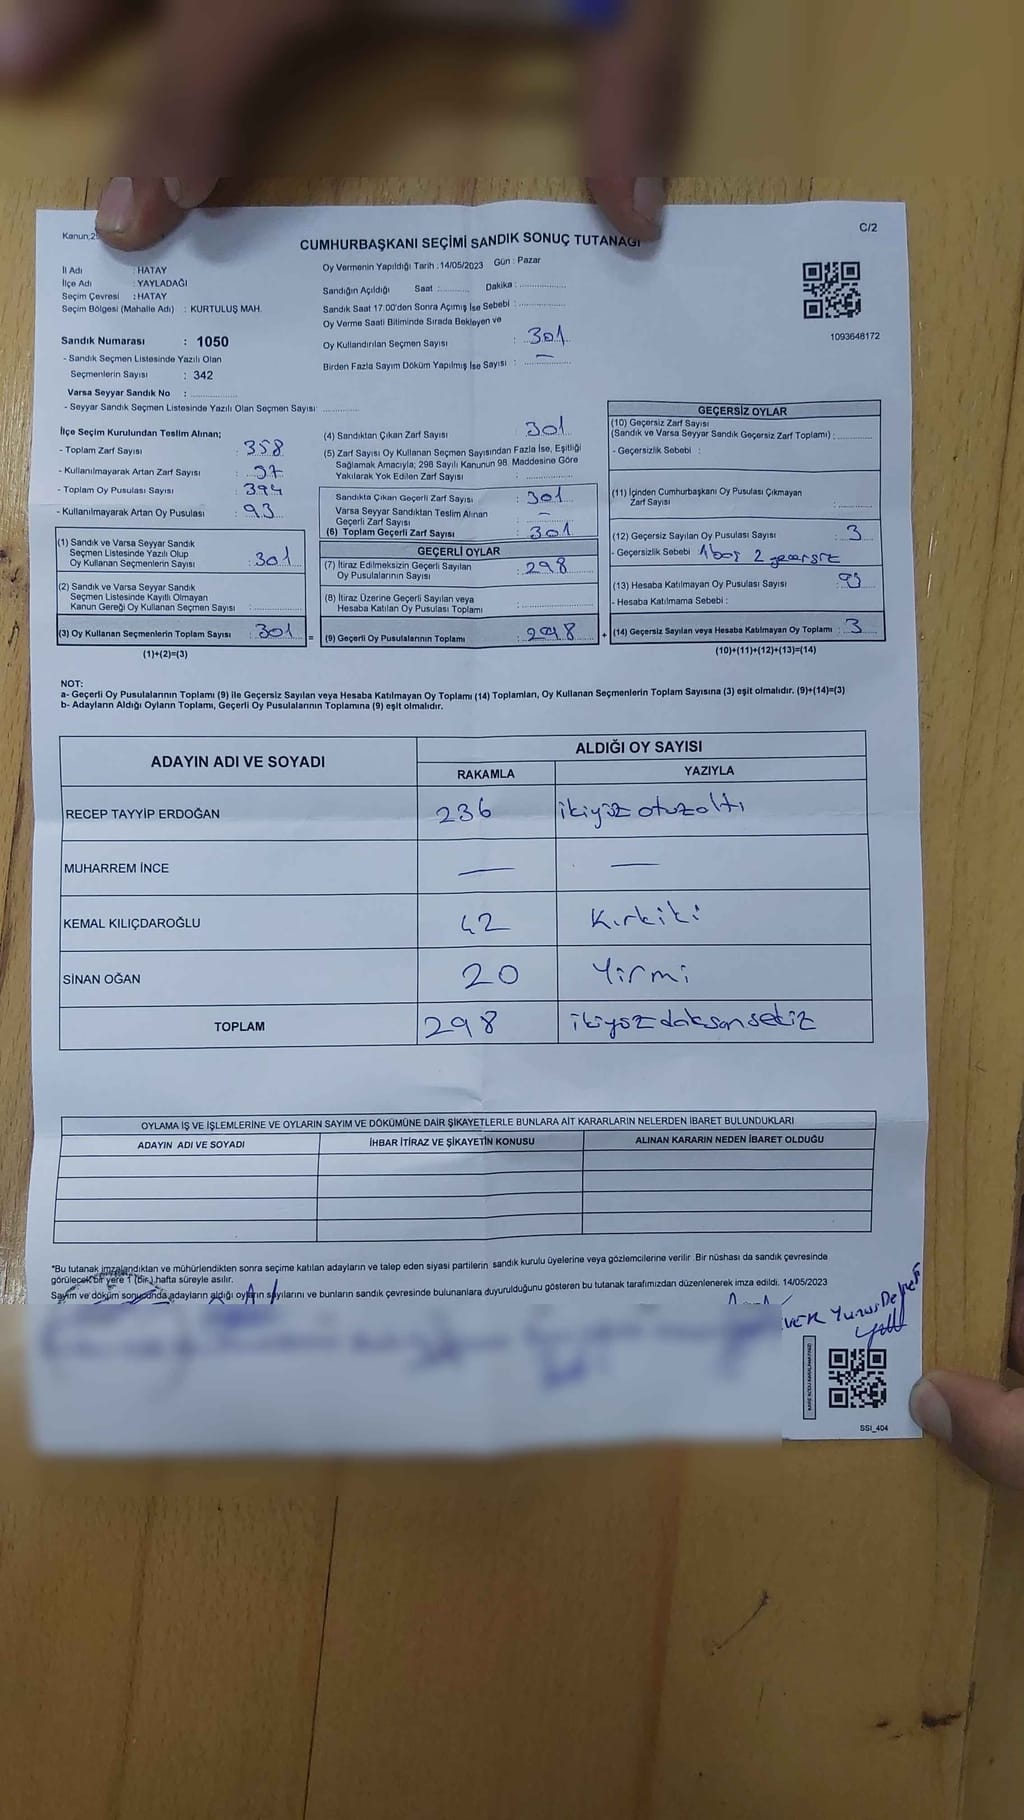 Kanun,29
C/2
CUMHURBAŞKANI SEÇİMİ SANDIK SONUÇ TUTANAĞI
İl Adı : HATAY
İlçe Adı : YAYLADAĞI
Seçim Çevresi : HATAY
Seçim Bölgesi (Mahalle Adı) : KURTULUŞ MAH.
Oy Vermenin Yapıldığı Tarih : 14/05/2023 Gün : Pazar
Sandığın Açıldığı Saat : Dakika :
Sandık Saat 17.00'den Sonra Açımış İse Sebebi :
Oy Verme Saati Bitiminde Sırada Bekleyen ve
Oy Kullandırılan Seçmen Sayısı : 301
Birden Fazla Sayım Döküm Yapılmış İse Sayısı : —
1093648172
Sandık Numarası : 1050
- Sandık Seçmen Listesinde Yazılı Olan
Seçmenlerin Sayısı : 342
Varsa Seyyar Sandık No :
- Seyyar Sandık Seçmen Listesinde Yazılı Olan Seçmen Sayısı:
İlçe Seçim Kurulundan Teslim Alınan;
- Toplam Zarf Sayısı : 358
- Kullanılmayarak Artan Zarf Sayısı :
- Toplam Oy Pusulası Sayısı : 394
- Kullanılmayarak Artan Oy Pusulası : 93
(1) Sandık ve Varsa Seyyar Sandık
Seçmen Listesinde Yazılı Olup
Oy Kullanan Seçmenlerin Sayısı : 301
(2) Sandık ve Varsa Seyyar Sandık
Seçmen Listesinde Kayıtlı Olmayan
Kanun Gereği Oy Kullanan Seçmen Sayısı :
(3) Oy Kullanan Seçmenlerin Toplam Sayısı : 301 =
(1)+(2)=(3)
(4) Sandıktan Çıkan Zarf Sayısı : 301
(5) Zarf Sayısı Oy Kullanan Seçmen Sayısından Fazla İse, Eşitliği
Sağlamak Amacıyla; 298 Sayılı Kanunun 98. Maddesine Göre
Yakılarak Yok Edilen Zarf Sayısı :
Sandıkta Çıkan Geçerli Zarf Sayısı : 301
Varsa Seyyar Sandıktan Teslim Alınan
Geçerli Zarf Sayısı : —
(6) Toplam Geçerli Zarf Sayısı : 301
GEÇERLİ OYLAR
(7) İtiraz Edilmeksizin Geçerli Sayılan
Oy Pusulalarının Sayısı : 298
(8) İtiraz Üzerine Geçerli Sayılan veya
Hesaba Katılan Oy Pusulası Toplamı :
(9) Geçerli Oy Pusulalarının Toplamı : 298 +
GEÇERSİZ OYLAR
(10) Geçersiz Zarf Sayısı
(Sandık ve Varsa Seyyar Sandık Geçersiz Zarf Toplamı) :
- Geçersizlik Sebebi :
(11) İçinden Cumhurbaşkanı Oy Pusulası Çıkmayan
Zarf Sayısı :
(12) Geçersiz Sayılan Oy Pusulası Sayısı : 3
- Geçersizlik Sebebi 1 boş 2 geçersiz
(13) Hesaba Katılmayan Oy Pusulası Sayısı :
- Hesaba Katılmama Sebebi :
(14) Geçersiz Sayılan veya Hesaba Katılmayan Oy Toplamı : 3
(10)+(11)+(12)+(13)=(14)
NOT:
a- Geçerli Oy Pusulalarının Toplamı (9) ile Geçersiz Sayılan veya Hesaba Katılmayan Oy Toplamı (14) Toplamları, Oy Kullanan Seçmenlerin Toplam Sayısına (3) eşit olmalıdır. (9)+(14)=(3)
b- Adayların Aldığı Oyların Toplamı, Geçerli Oy Pusulalarının Toplamına (9) eşit olmalıdır.
ADAYIN ADI VE SOYADI
ALDIĞI OY SAYISI
RAKAMLA YAZIYLA
RECEP TAYYİP ERDOĞAN 236 ikiyüz otuzaltı
MUHARREM İNCE — —
KEMAL KILIÇDAROĞLU 42 Kırkiki
SİNAN OĞAN 20 Yirmi
TOPLAM 298 ikiyüzdoksansekiz
OYLAMA İŞ VE İŞLEMLERİNE VE OYLARIN SAYIM VE DÖKÜMÜNE DAİR ŞİKAYETLERLE BUNLARA AİT KARARLARIN NELERDEN İBARET BULUNDUKLARI
ADAYIN ADI VE SOYADI İHBAR İTİRAZ VE ŞİKAYETİN KONUSU ALINAN KARARIN NEDEN İBARET OLDUĞU
*Bu tutanak imzalandıktan ve mühürlendikten sonra seçime katılan adayların ve talep eden siyasi partilerin sandık kurulu üyelerine veya gözlemcilerine verilir. Bir nüshası da sandık çevresinde
görülecek bir yere 1 (bir) hafta süreyle asılır.
Sayım ve döküm sonucunda adayların aldığı oyların sayılarını ve bunların sandık çevresinde bulunanlara duyurulduğunu gösteren bu tutanak tarafımızdan düzenlenerek imza edildi. 14/05/2023
Yunus
SSI_404